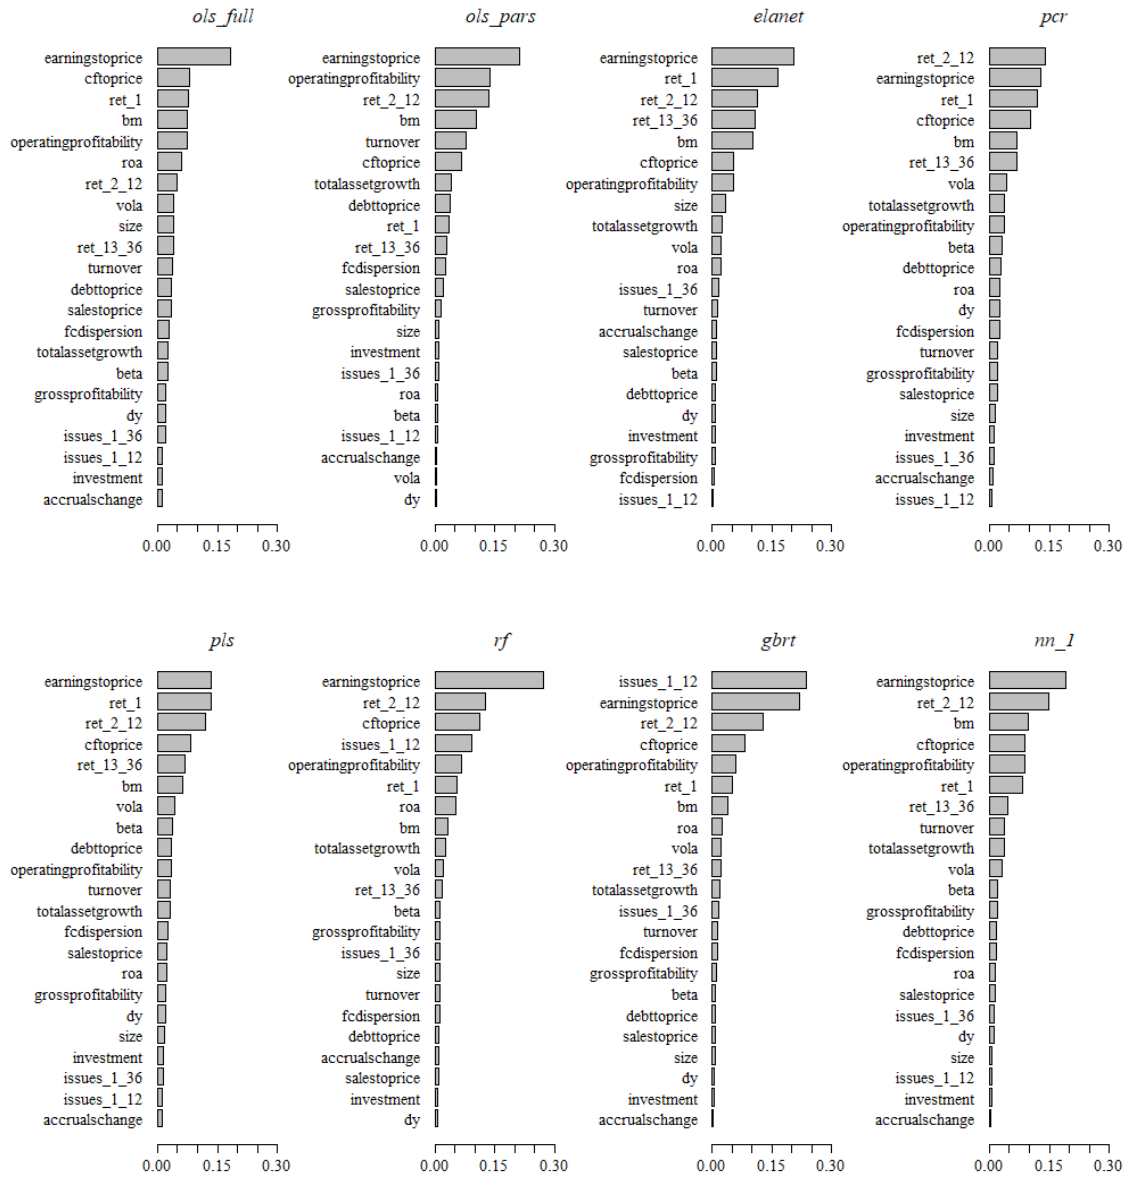 ols_full
earningstoprice
cftoprice
ret_1
bm
operatingprofitability
roa
ret_2_12
vola
size
ret_13_36
turnover
debttoprice
salestoprice
fcdispersion
totalassetgrowth
beta
grossprofitability
dy
issues_1_36
issues_1_12
investment
accrualschange
0.00 0.15 0.30
ols_pars
earningstoprice
operatingprofitability
ret_2_12
bm
turnover
cftoprice
totalassetgrowth
debttoprice
ret_1
ret_13_36
fcdispersion
salestoprice
grossprofitability
size
investment
issues_1_36
roa
beta
issues_1_12
accrualschange
vola
dy
0.00 0.15 0.30
elanet
earningstoprice
ret_1
ret_2_12
ret_13_36
bm
cftoprice
operatingprofitability
size
totalassetgrowth
vola
roa
issues_1_36
turnover
accrualschange
salestoprice
beta
debttoprice
dy
investment
grossprofitability
fcdispersion
issues_1_12
0.00 0.15 0.30
pcr
ret_2_12
earningstoprice
ret_1
cftoprice
bm
ret_13_36
vola
totalassetgrowth
operatingprofitability
beta
debttoprice
roa
dy
fcdispersion
turnover
grossprofitability
salestoprice
size
investment
issues_1_36
accrualschange
issues_1_12
0.00 0.15 0.30
pls
earningstoprice
ret_1
ret_2_12
cftoprice
ret_13_36
bm
vola
beta
debttoprice
operatingprofitability
turnover
totalassetgrowth
fcdispersion
salestoprice
roa
grossprofitability
dy
size
investment
issues_1_36
issues_1_12
accrualschange
0.00 0.15 0.30
rf
earningstoprice
ret_2_12
cftoprice
issues_1_12
operatingprofitability
ret_1
roa
bm
totalassetgrowth
vola
ret_13_36
beta
grossprofitability
issues_1_36
size
turnover
fcdispersion
debttoprice
accrualschange
salestoprice
investment
dy
0.00 0.15 0.30
gbrt
issues_1_12
earningstoprice
ret_2_12
cftoprice
operatingprofitability
ret_1
bm
roa
vola
ret_13_36
totalassetgrowth
issues_1_36
turnover
fcdispersion
grossprofitability
beta
debttoprice
salestoprice
size
dy
investment
accrualschange
0.00 0.15 0.30
nn_1
earningstoprice
ret_2_12
bm
cftoprice
operatingprofitability
ret_1
ret_13_36
turnover
totalassetgrowth
vola
beta
grossprofitability
debttoprice
fcdispersion
roa
salestoprice
issues_1_36
dy
size
issues_1_12
investment
accrualschange
0.00 0.15 0.30